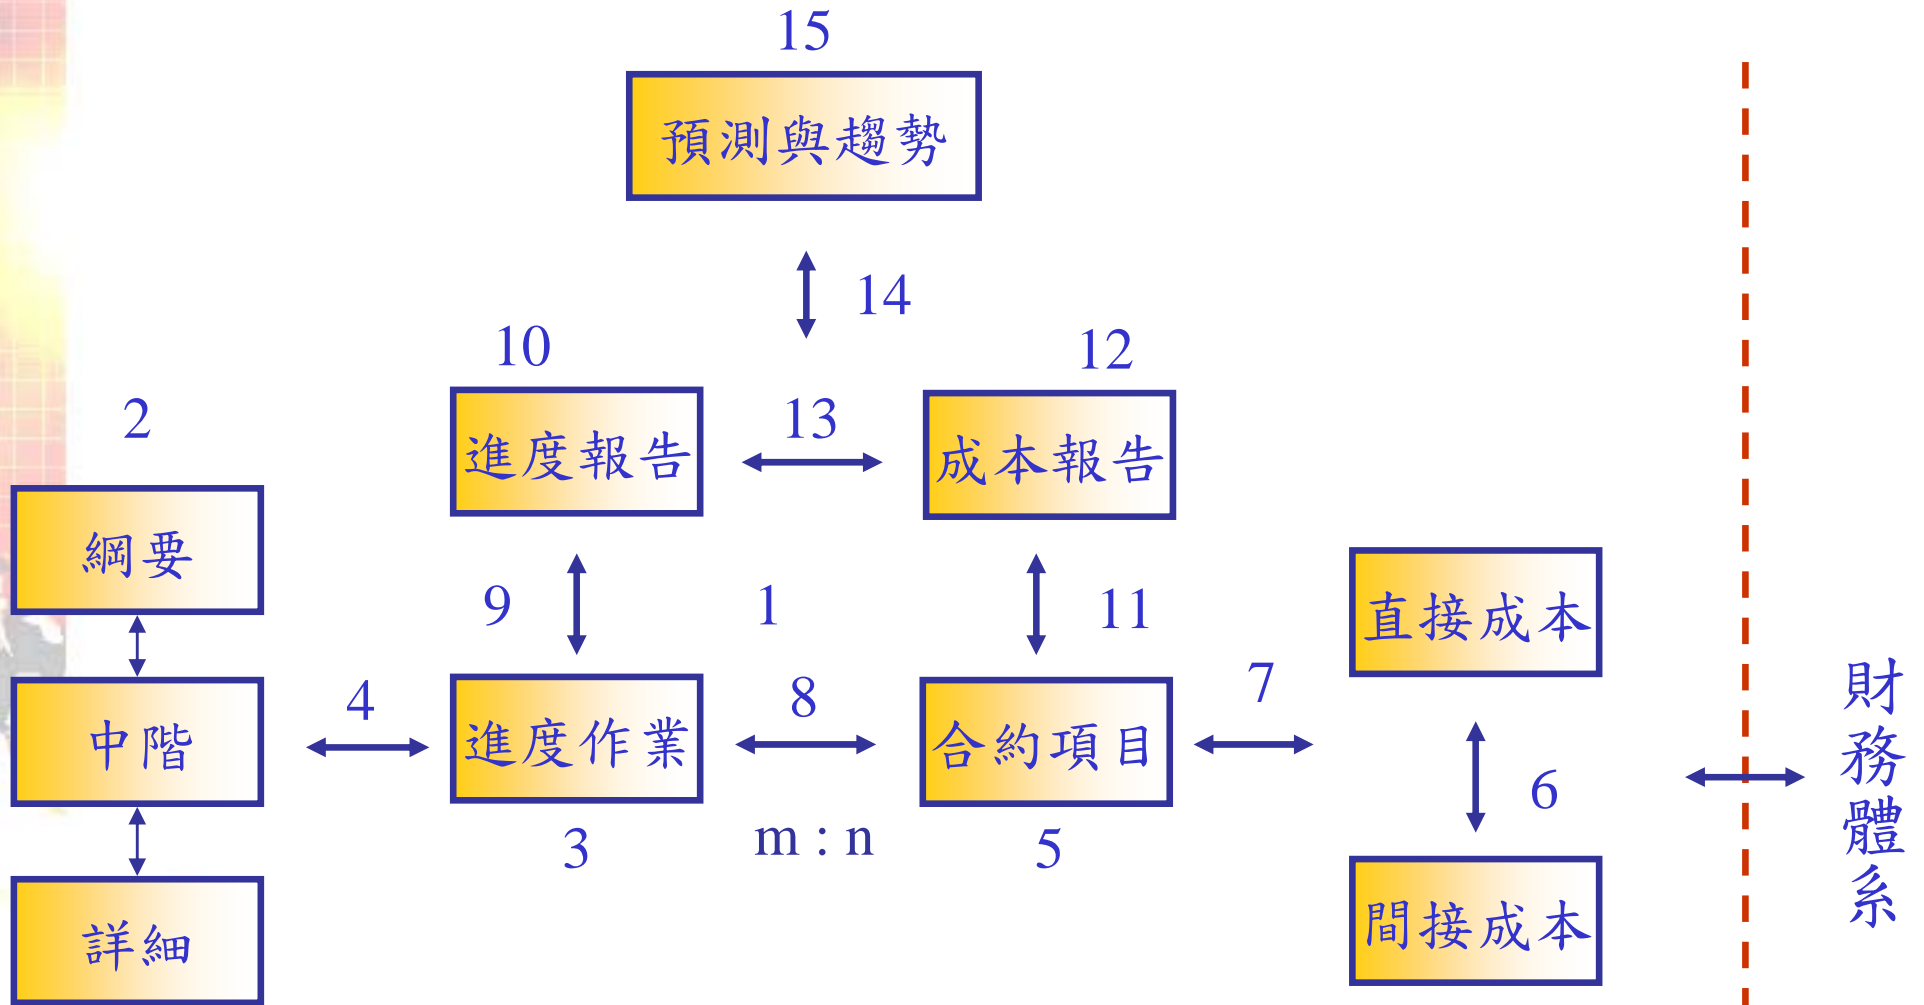 15
預測與趨勢
14
10
12
2
13
進度報告
成本報告
綱要
9
1
11
直接成本
4
8
7
中階
進度作業
合約項目
6
財務體系
3
m : n
5
詳細
間接成本